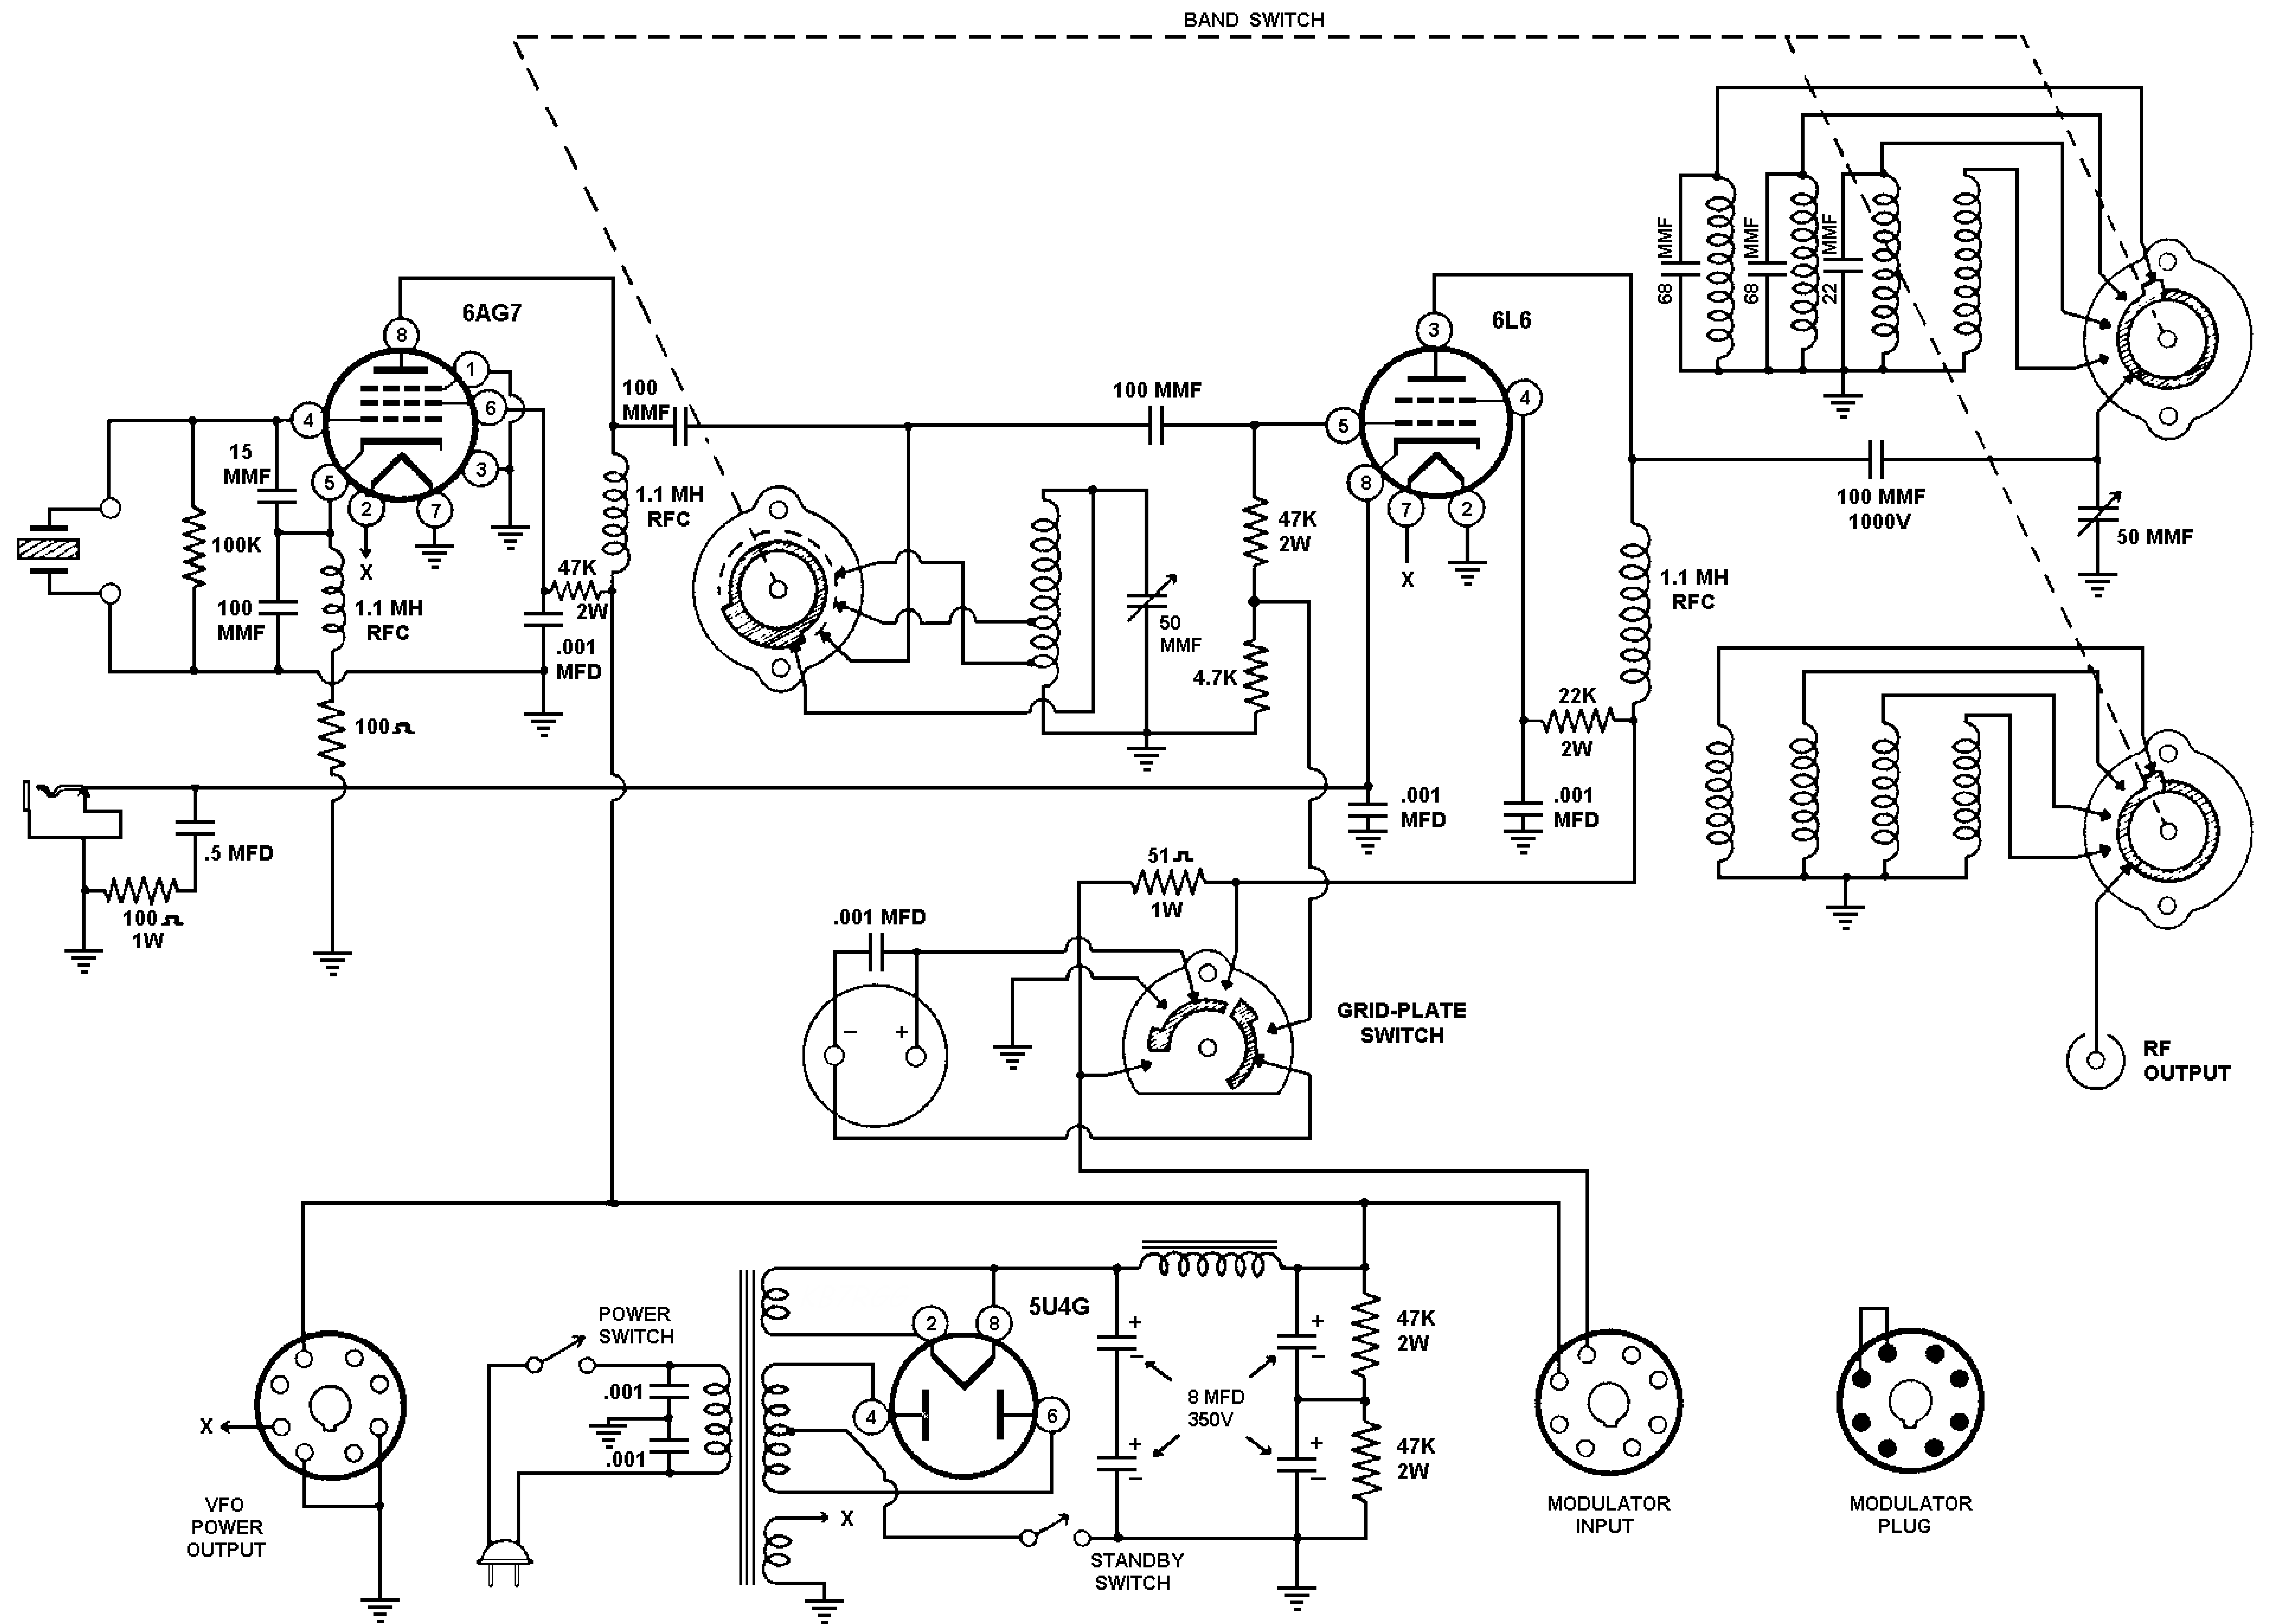 BAND SWITCH
6AG7
8
1
6
4
3
5
2
7
X
15
MMF
100K
100
MMF
1.1 MH
RFC
100Ω
47K
2W
.001
MFD
1.1 MH
RFC
100
MMF
100 MMF
50
MMF
47K
2W
4.7K
6L6
3
4
5
8
7
2
X
68 MMF
68 MMF
22 MMF
100 MMF
1000V
50 MMF
1.1 MH
RFC
22K
2W
.001
MFD
.001
MFD
.5 MFD
100Ω
1W
51Ω
1W
.001 MFD
−
+
GRID-PLATE
SWITCH
RF
OUTPUT
POWER
SWITCH
.001
.001
5U4G
2
8
4
6
X
+
−
+
−
+
−
+
−
8 MFD
350V
47K
2W
47K
2W
STANDBY
SWITCH
X
VFO
POWER
OUTPUT
MODULATOR
INPUT
MODULATOR
PLUG